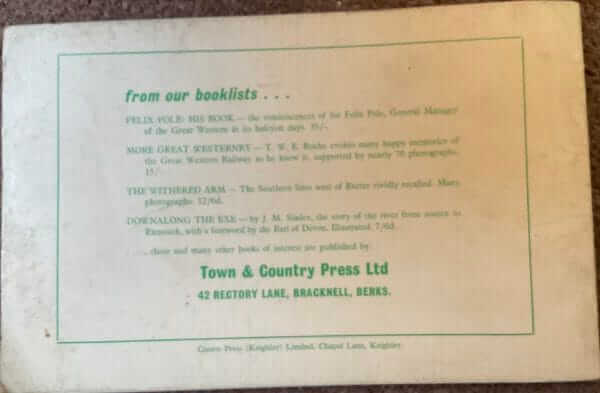 from our booklists . . .
FELIX POLE: HIS BOOK — the reminiscences of Sir Felix Pole, General Manager
of the Great Western in its halcyon days. 35/-.
MORE GREAT WESTERNRY — T. W. E. Roche evokes many happy memories of
the Great Western Railway as he knew it, supported by nearly 70 photographs.
15/-.
THE WITHERED ARM — The Southern lines west of Exeter vividly recalled. Many
photographs. 12/6d.
DOWNALONG THE EXE — by J. M. the story of the river from source to
Exmouth, with a foreword by the Earl of Devon. Illustrated. 7/6d.
. . . these and many other books of interest are published by:
Town & Country Press Ltd
42 RECTORY LANE, BRACKNELL, BERKS.
Press (Keighley) Limited, Chapel Lane, Keighley.